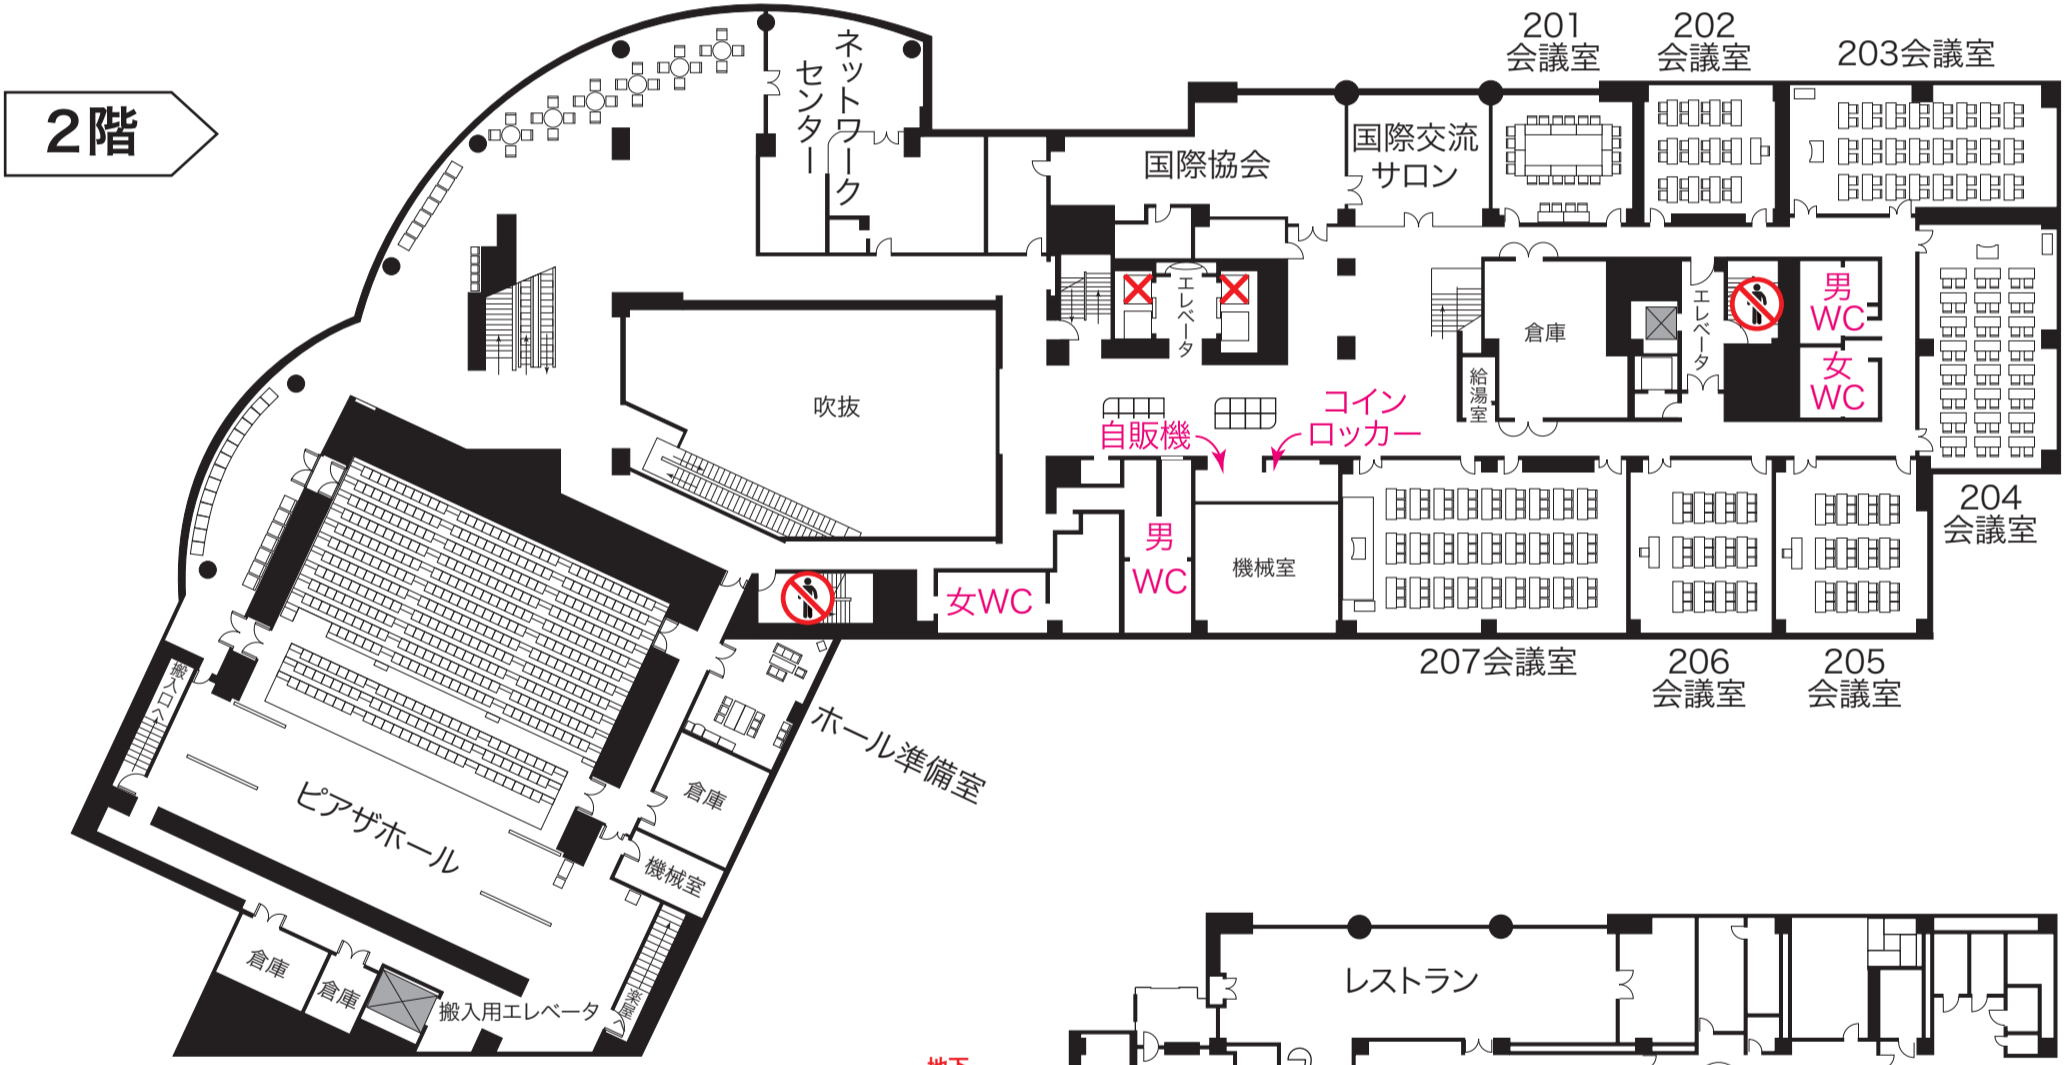 2階
ネットワーク
センター
201
会議室
202
会議室
203会議室
国際協会
国際交流
サロン
エレベータ
倉庫
エレベータ
男
WC
女
WC
給湯室
吹抜
自販機
コイン
ロッカー
204
会議室
男
WC
女WC
機械室
207会議室
206
会議室
205
会議室
搬入口へ
ピアザホール
ホール準備室
倉庫
機械室
倉庫
倉庫
搬入用エレベータ
楽屋へ
レストラン
地下